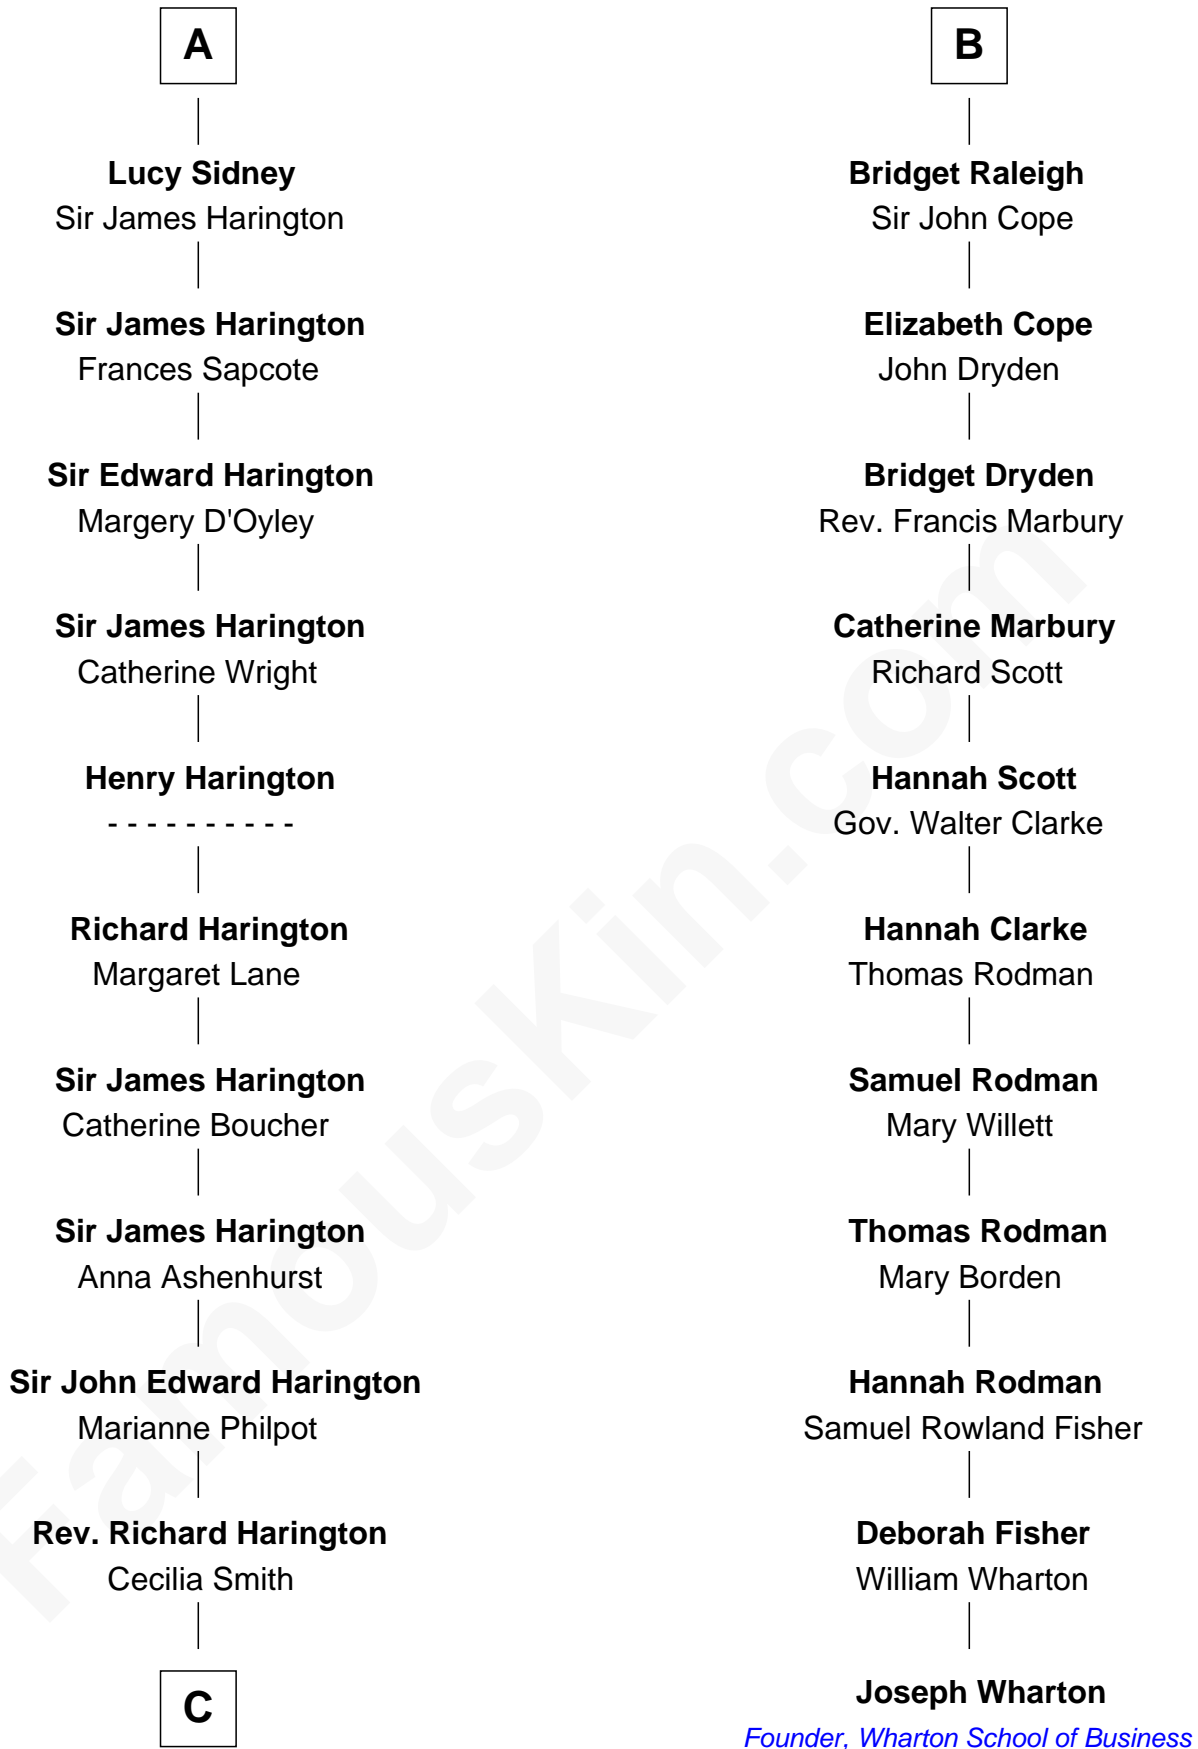 A
Lucy Sidney
Sir James Harington
Sir James Harington
Frances Sapcote
Sir Edward Harington
Margery D'Oyley
Sir James Harington
Catherine Wright
Henry Harington
- - - - - - - - - -
Richard Harington
Margaret Lane
Sir James Harington
Catherine Boucher
Sir James Harington
Anna Ashenhurst
Sir John Edward Harington
Marianne Philpot
Rev. Richard Harington
Cecilia Smith
C
B
Bridget Raleigh
Sir John Cope
Elizabeth Cope
John Dryden
Bridget Dryden
Rev. Francis Marbury
Catherine Marbury
Richard Scott
Hannah Scott
Gov. Walter Clarke
Hannah Clarke
Thomas Rodman
Samuel Rodman
Mary Willett
Thomas Rodman
Mary Borden
Hannah Rodman
Samuel Rowland Fisher
Deborah Fisher
William Wharton
Joseph Wharton
Founder, Wharton School of Business
FamousKin.com